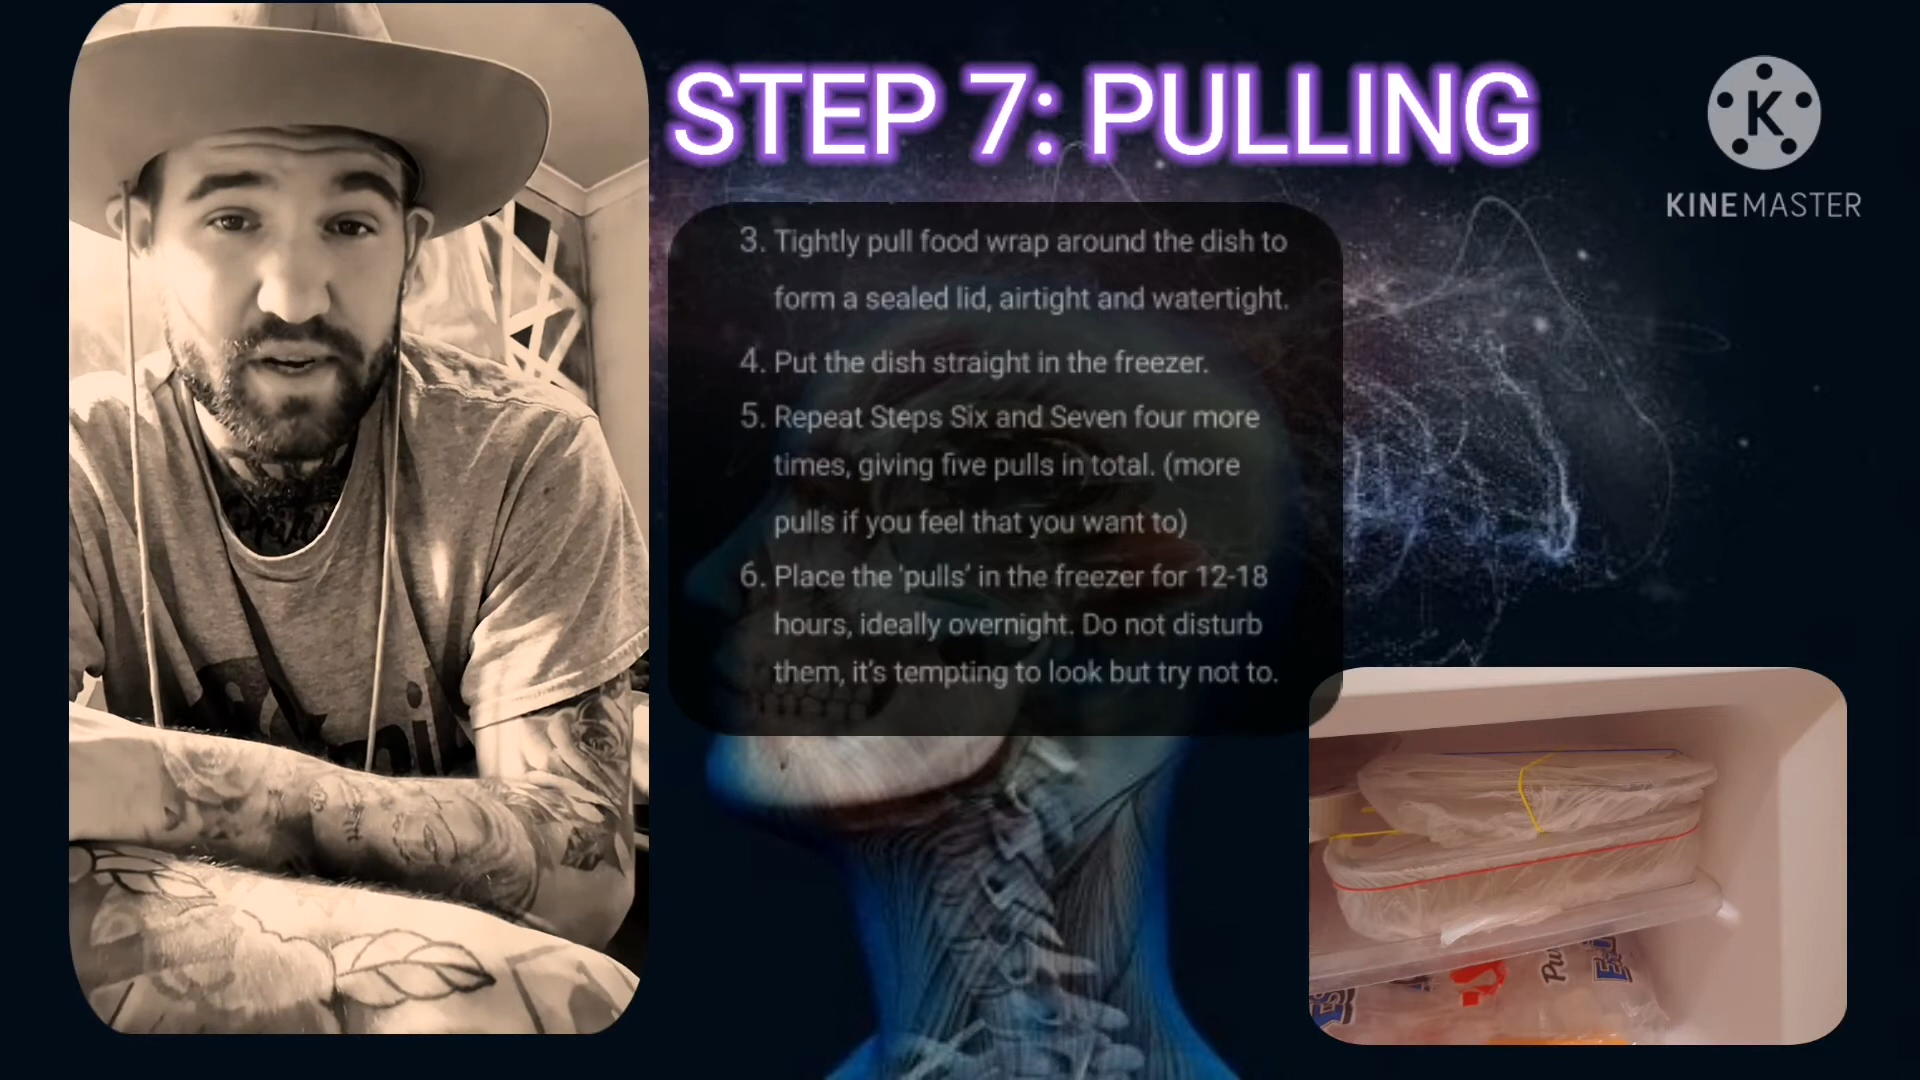 STEP 7: PULLING
KINEMASTER
3. Tightly pull food wrap around the dish to
form a sealed lid, airtight and watertight.
4. Put the dish straight in the freezer.
5. Repeat Steps Six and Seven four more
times, giving five pulls in total. (more
pulls if you feel that you want to)
6. Place the 'pulls' in the freezer for 12-18
hours, ideally overnight. Do not disturb
them, it's tempting to look but try not to.